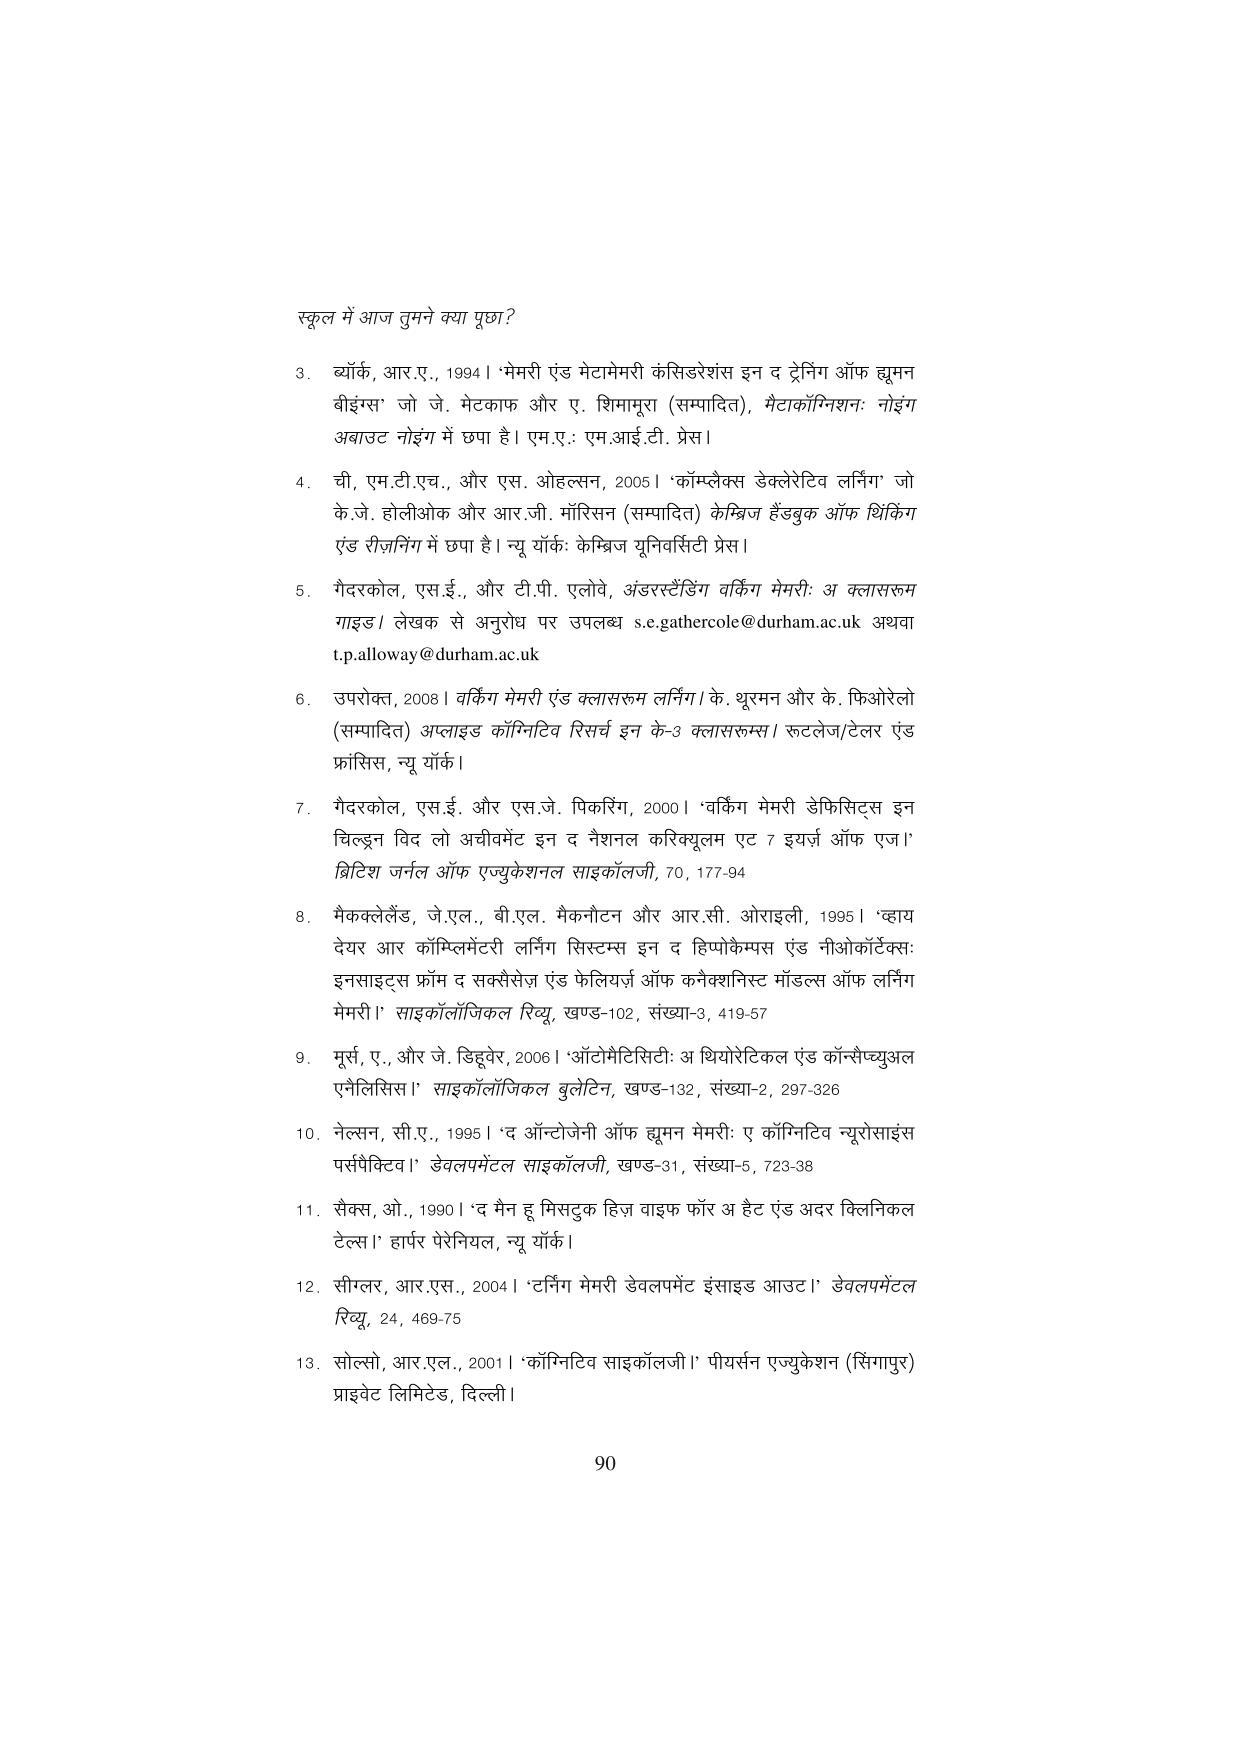 स्कूल में आज तुमने क्या पूछा?
3. ब्यॉर्क, आर.ए., 1994। ‘मेमरी एंड मेटामेमरी कंसिडरेशंस इन द ट्रेनिंग ऑफ ह्यूमन
बीइंग्स’ जो जे. मेटकाफ और ए. शिमामूरा (सम्पादित), मैटाकॉग्निशनः नोइंग
अबाउट नोइंग में छपा है। एम.ए.: एम.आई.टी. प्रेस।
4. ची, एम.टी.एच., और एस. ओहल्सन, 2005। ‘कॉम्प्लैक्स डेक्लेरेटिव लर्निंग’ जो
के.जे. होलीओक और आर.जी. मॉरिसन (सम्पादित) केम्ब्रिज हैंडबुक ऑफ थिंकिंग
एंड रीज़निंग में छपा है। न्यू यॉर्कः केम्ब्रिज यूनिवर्सिटी प्रेस।
5. गैदरकोल, एस.ई., और टी.पी. एलोवे, अंडरस्टैंडिंग वर्किंग मेमरीः अ क्लासरूम
गाइड। लेखक से अनुरोध पर उपलब्ध s.e.gathercole@durham.ac.uk अथवा
t.p.alloway@durham.ac.uk
6. उपरोक्त, 2008। वर्किंग मेमरी एंड क्लासरूम लर्निंग। के. थूरमन और के. फिओरेलो
(सम्पादित) अप्लाइड कॉग्निटिव रिसर्च इन के-3 क्लासरूम्स। रूटलेज/टेलर एंड
फ्रांसिस, न्यू यॉर्क।
7. गैदरकोल, एस.ई. और एस.जे. पिकरिंग, 2000। ‘वर्किंग मेमरी डेफिसिट्स इन
चिल्ड्रन विद लो अचीवमेंट इन द नैशनल करिक्यूलम एट 7 इयर्ज़ ऑफ एज।’
ब्रिटिश जर्नल ऑफ एज्युकेशनल साइकॉलजी, 70, 177-94
8. मैकक्लेलैंड, जे.एल., बी.एल. मैकनौटन और आर.सी. ओराइली, 1995। ‘व्हाय
देयर आर कॉम्प्लिमेंटरी लर्निंग सिस्टम्स इन द हिप्पोकैम्पस एंड नीओकॉर्टेक्सः
इनसाइट्स फ्रॉम द सक्सैसेज़ एंड फेलियर्ज़ ऑफ कनैक्शनिस्ट मॉडल्स ऑफ लर्निंग
मेमरी।’ साइकॉलॉजिकल रिव्यू, खण्ड-102, संख्या-3, 419-57
9. मूर्स, ए., और जे. डिहूवेर, 2006। ‘ऑटोमैटिसिटीः अ थियोरेटिकल एंड कॉन्सैप्च्युअल
एनैलिसिस।’ साइकॉलॉजिकल बुलेटिन, खण्ड-132, संख्या-2, 297-326
10. नेल्सन, सी.ए., 1995। ‘द ऑन्टोजेनी ऑफ ह्यूमन मेमरीः ए कॉग्निटिव न्यूरोसाइंस
पर्सपैक्टिव।’ डेवलपमेंटल साइकॉलजी, खण्ड-31, संख्या-5, 723-38
11. सैक्स, ओ., 1990। ‘द मैन हू मिसटुक हिज़ वाइफ फॉर अ हैट एंड अदर क्लिनिकल
टेल्स।’ हार्पर पेरेनियल, न्यू यॉर्क।
12. सीग्लर, आर.एस., 2004। ‘टर्निंग मेमरी डेवलपमेंट इंसाइड आउट।’ डेवलपमेंटल
रिव्यू, 24, 469-75
13. सोल्सो, आर.एल., 2001। ‘कॉग्निटिव साइकॉलजी।’ पीयर्सन एज्युकेशन (सिंगापुर)
प्राइवेट लिमिटेड, दिल्ली।
90